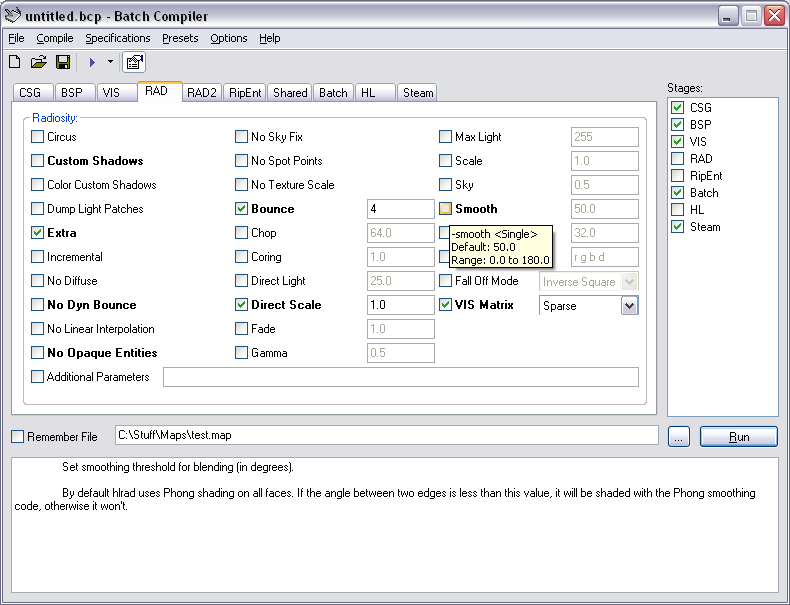 untitled.bcp - Batch Compiler
File Compile Specifications Presets Options Help
CSG BSP VIS RAD RAD2 RipEnt Shared Batch HL Steam
Radiosity:
Circus
No Sky Fix
Max Light 255
Custom Shadows
No Spot Points
Scale 1.0
Color Custom Shadows
No Texture Scale
Sky 0.5
Dump Light Patches
Bounce 4
Smooth 50.0
Extra
Chop 64.0
32.0
Incremental
Coring 1.0
r g b d
-smooth <Single>
Default: 50.0
Range: 0.0 to 180.0
No Diffuse
Direct Light 25.0
Fall Off Mode Inverse Square
No Dyn Bounce
Direct Scale 1.0
VIS Matrix Sparse
No Linear Interpolation
Fade 1.0
No Opaque Entities
Gamma 0.5
Additional Parameters
Stages:
CSG
BSP
VIS
RAD
RipEnt
Batch
HL
Steam
Remember File C:\Stuff\Maps\test.map ... Run
Set smoothing threshold for blending (in degrees).
By default hlrad uses Phong shading on all faces. If the angle between two edges is less than this value, it will be shaded with the Phong smoothing
code, otherwise it won't.